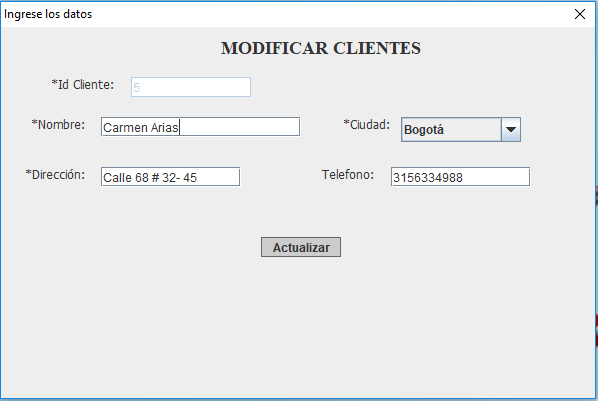 Ingrese los datos
MODIFICAR CLIENTES
*Id Cliente: 5
*Nombre: Carmen Arias *Ciudad: Bogotá
*Dirección: Calle 68 # 32- 45 Telefono: 3156334988
Actualizar